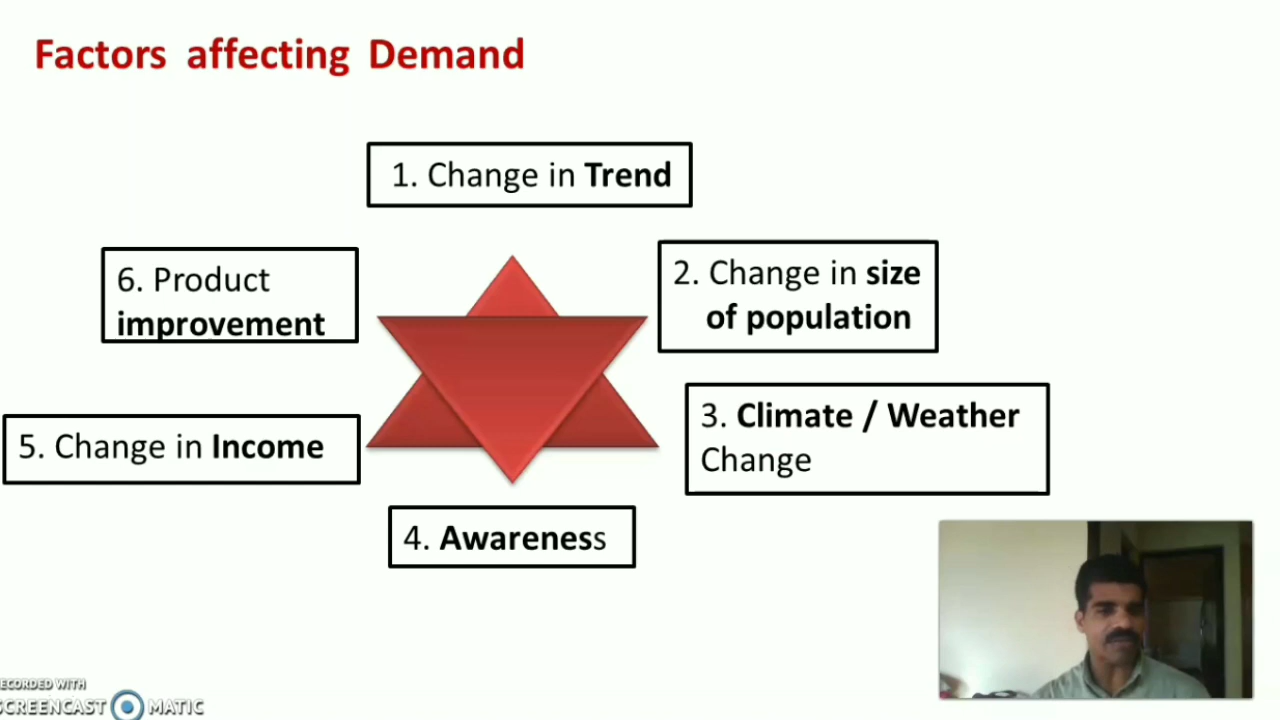 Factors affecting Demand
1. Change in Trend
6. Product
improvement
2. Change in size
of population
3. Climate / Weather
Change
5. Change in Income
4. Awareness
ECORDED WITH
SCREENCAST MATIC